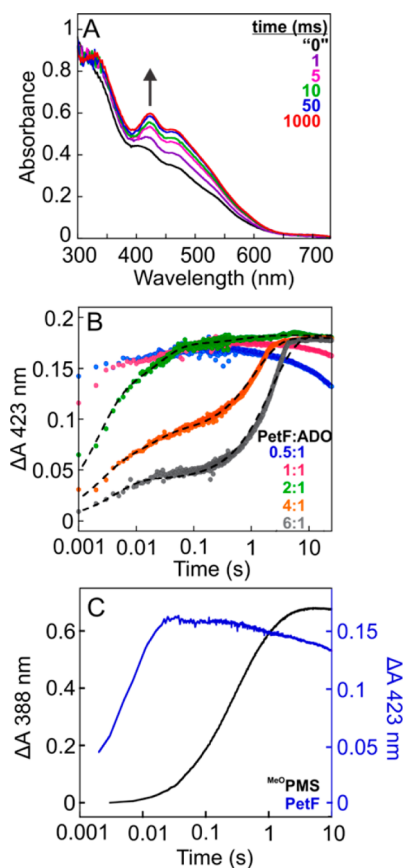 A
time (ms)
"0"
1
5
10
50
1000
1
0.8
0.6
0.4
0.2
0
Absorbance
300 400 500 600 700
Wavelength (nm)
B
0.2
0.15
0.1
0.05
0
ΔA 423 nm
PetF:ADO
0.5:1
1:1
2:1
4:1
6:1
0.001 0.01 0.1 1 10
Time (s)
C
0.6
0.4
0.2
0
ΔA 388 nm
0.15
0.1
0.05
0
ΔA 423 nm
MeOPMS
PetF
0.001 0.01 0.1 1 10
Time (s)